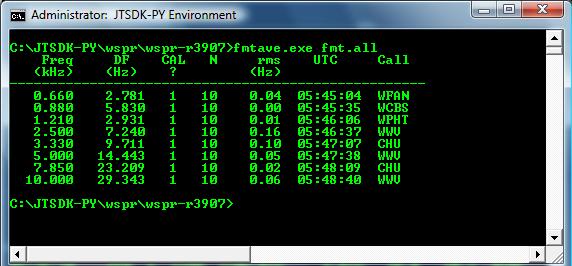 Administrator: JTSDK-PY Environment
C:\JTSDK-PY\wspr\wspr-r3907>fmtave.exe fmt.all
Freq DF CAL N rms UTC Call
(kHz) (Hz) ? (Hz)
0.660 2.781 1 10 0.04 05:45:04 WFAN
0.880 5.830 1 10 0.00 05:45:35 WCBS
1.210 2.931 1 10 0.01 05:46:06 WPHT
2.500 7.240 1 10 0.16 05:46:37 WWV
3.330 9.711 1 10 0.10 05:47:07 CHU
5.000 14.443 1 10 0.05 05:47:38 WWV
7.850 23.209 1 10 0.02 05:48:09 CHU
10.000 29.343 1 10 0.06 05:48:40 WWV
C:\JTSDK-PY\wspr\wspr-r3907>